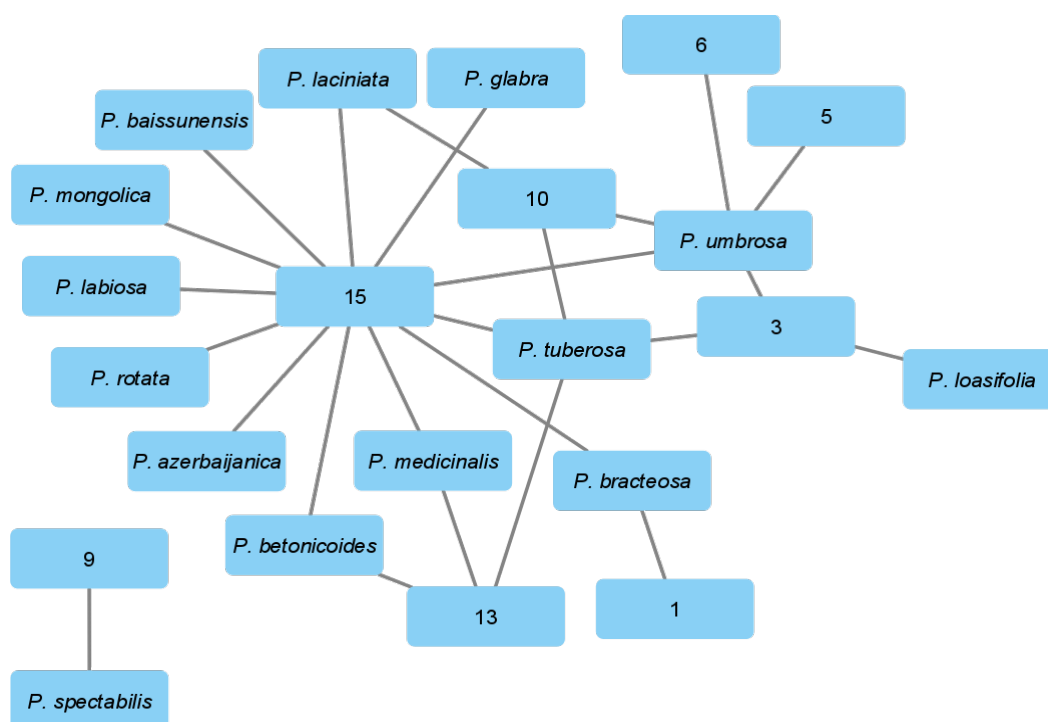 6
P. laciniata
P. glabra
P. baissunensis
5
P. mongolica
10
P. umbrosa
P. labiosa
15
3
P. tuberosa
P. rotata
P. loasifolia
P. azerbaijanica
P. medicinalis
P. bracteosa
P. betonicoides
9
13
1
P. spectabilis